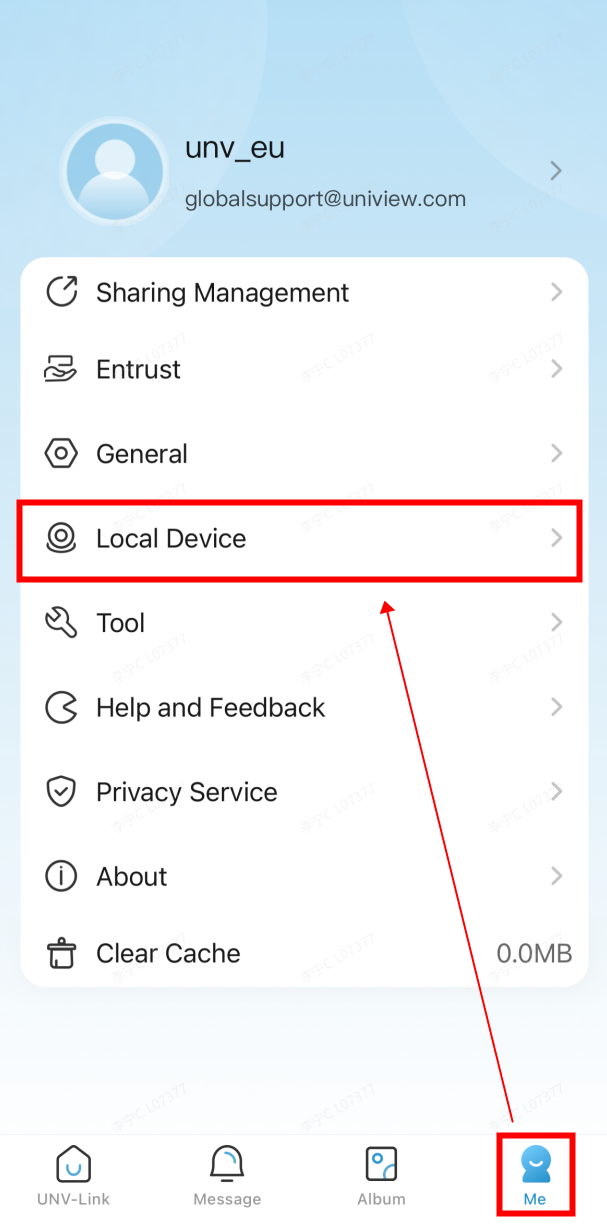 unv_eu
globalsupport@uniview.com
Sharing Management
Entrust
General
Local Device
Tool
Help and Feedback
Privacy Service
About
Clear Cache 0.0MB
UNV-Link Message Album Me